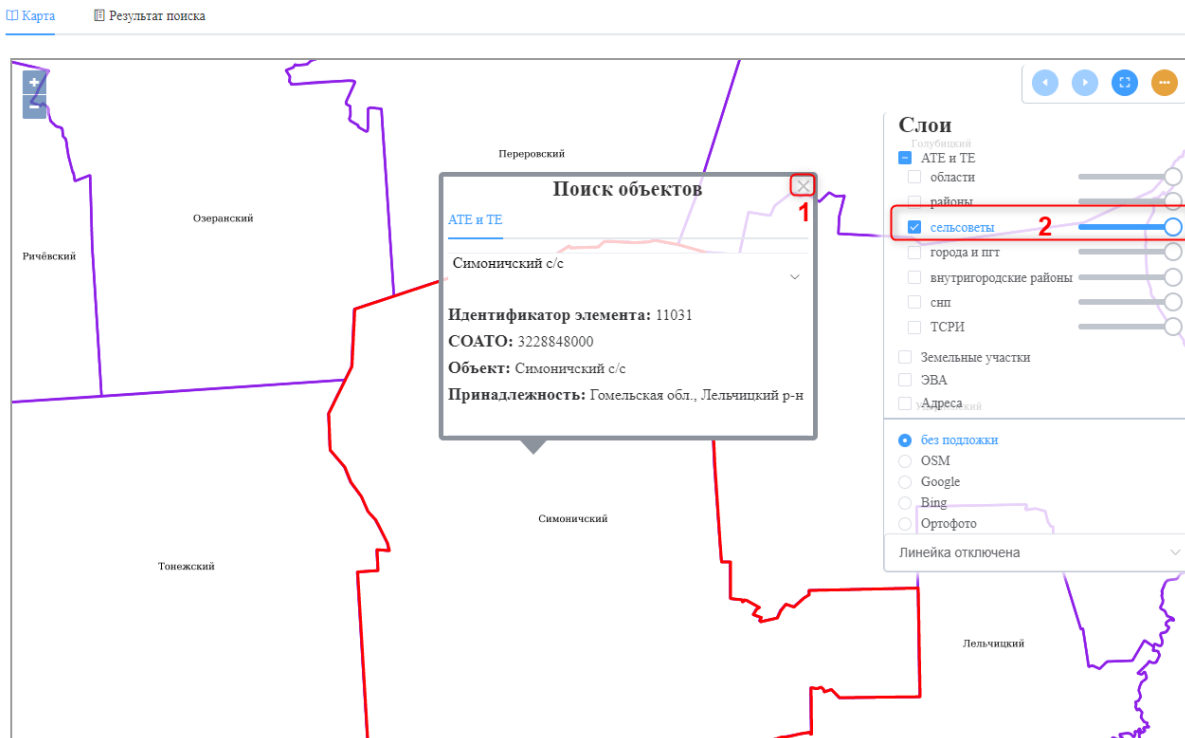 Карта
Результат поиска
+
-
Переровский
Озеранский
Ричёвский
Поиск объектов
1
АТЕ и ТЕ
Симоничский с/с
Идентификатор элемента: 11031
СОАТО: 3228848000
Объект: Симоничский с/с
Принадлежность: Гомельская обл., Лельчицкий р-н
Симоничский
Тонежский
Лельчицкий
Слои
Голубицкий
АТЕ и ТЕ
области
районы
сельсоветы
2
города и пгт
внутригородские районы
снп
ТСРИ
Земельные участки
ЭВА
Адреса
без подложки
OSM
Google
Bing
Ортофото
Линейка отключена